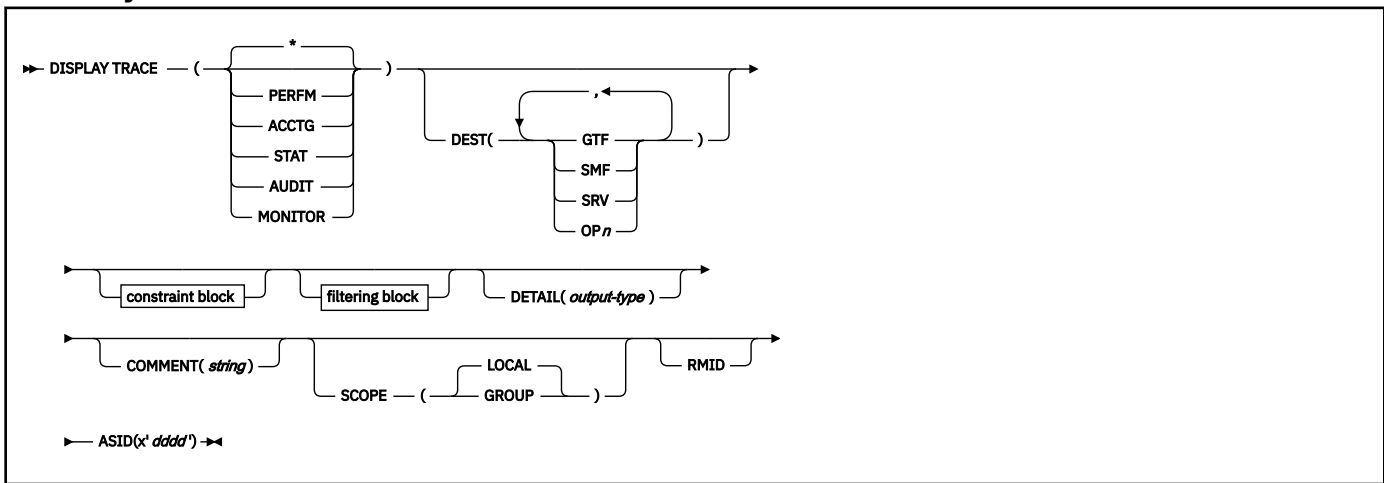 *
DISPLAY TRACE ( )
PERFM
ACCTG
STAT
AUDIT
MONITOR
,
DEST( GTF )
SMF
SRV
OPn
constraint block filtering block DETAIL( output-type )
COMMENT( string )
SCOPE ( LOCAL )
GROUP
RMID
ASID(x' dddd')